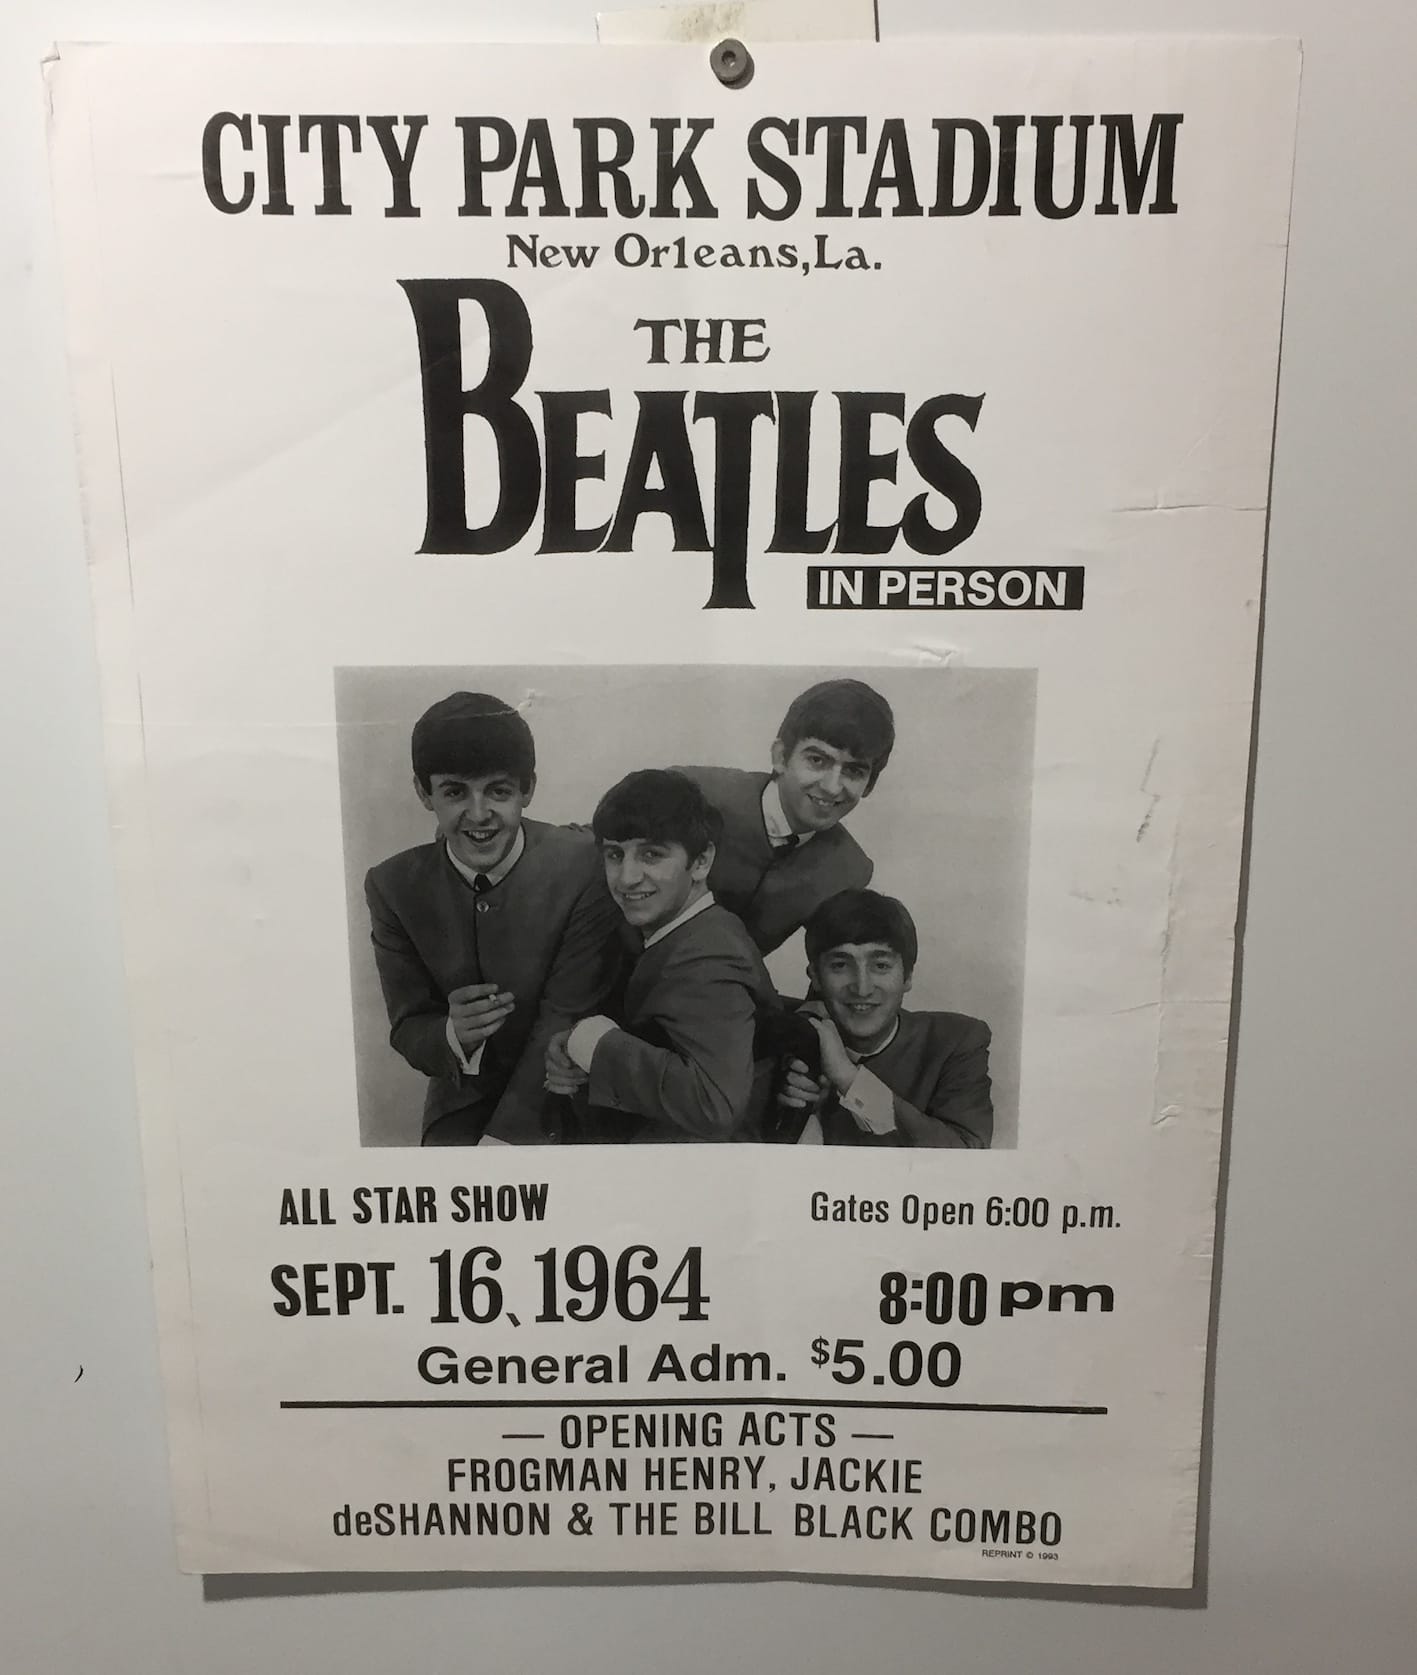 CITY PARK STADIUM
New Orleans,La.
THE
BEATLES
IN PERSON
ALL STAR SHOW
Gates Open 6:00 p.m.
SEPT. 16, 1964
8:00 pm
General Adm. $5.00
— OPENING ACTS —
FROGMAN HENRY, JACKIE
deSHANNON & THE BILL BLACK COMBO
REPRINT © 1993